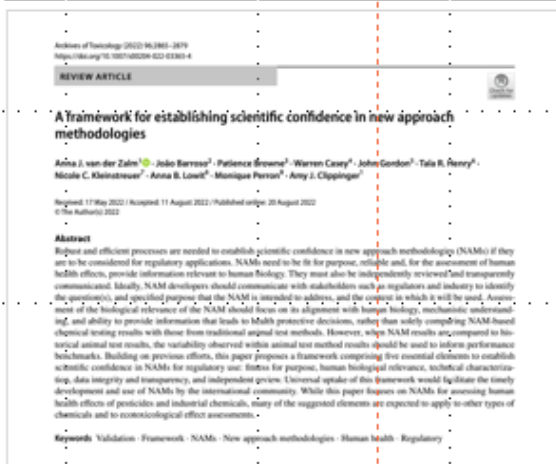 Archives of Toxicology (2022) 96:2865–2879
https://doi.org/10.1007/s00204-022-03365-4
REVIEW ARTICLE
Check for updates
A framework for establishing scientific confidence in new approach
methodologies
Anna J. van der Zalm1 · João Barroso2 · Patience Browne3 · Warren Casey4 · John Gordon5 · Tala R. Henry6 ·
Nicole C. Kleinstreuer7 · Anna B. Lowit6 · Monique Perron8 · Amy J. Clippinger1
Received: 17 May 2022 / Accepted: 11 August 2022 / Published online: 20 August 2022
© The Author(s) 2022
Abstract
Robust and efficient processes are needed to establish scientific confidence in new approach methodologies (NAMs) if they
are to be considered for regulatory applications. NAMs need to be fit for purpose, reliable and, for the assessment of human
health effects, provide information relevant to human biology. They must also be independently reviewed and transparently
communicated. Ideally, NAM developers should communicate with stakeholders such as regulators and industry to identify
the question(s), and specified purpose that the NAM is intended to address, and the context in which it will be used. Assess-
ment of the biological relevance of the NAM should focus on its alignment with human biology, mechanistic understand-
ing, and ability to provide information that leads to health protective decisions, rather than solely comparing NAM-based
chemical testing results with those from traditional animal test methods. However, when NAM results are compared to his-
torical animal test results, the variability observed within animal test method results should be used to inform performance
benchmarks. Building on previous efforts, this paper proposes a framework comprising five essential elements to establish
scientific confidence in NAMs for regulatory use: fitness for purpose, human biological relevance, technical characteriza-
tion, data integrity and transparency, and independent review. Universal uptake of this framework would facilitate the timely
development and use of NAMs by the international community. While this paper focuses on NAMs for assessing human
health effects of pesticides and industrial chemicals, many of the suggested elements are expected to apply to other types of
chemicals and to ecotoxicological effect assessments.
Keywords Validation · Framework · NAMs · New approach methodologies · Human health · Regulatory